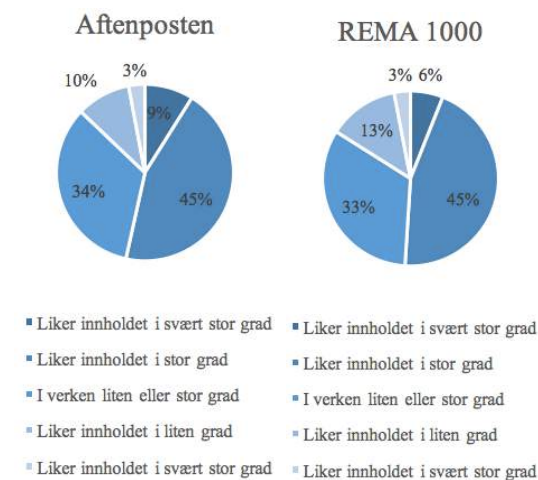 Aftenposten
3%
10%
9%
34%
45%
Liker innholdet i svært stor grad
Liker innholdet i stor grad
I verken liten eller stor grad
Liker innholdet i liten grad
Liker innholdet i svært stor grad
REMA 1000
3% 6%
13%
33%
45%
Liker innholdet i svært stor grad
Liker innholdet i stor grad
I verken liten eller stor grad
Liker innholdet i liten grad
Liker innholdet i svært stor grad